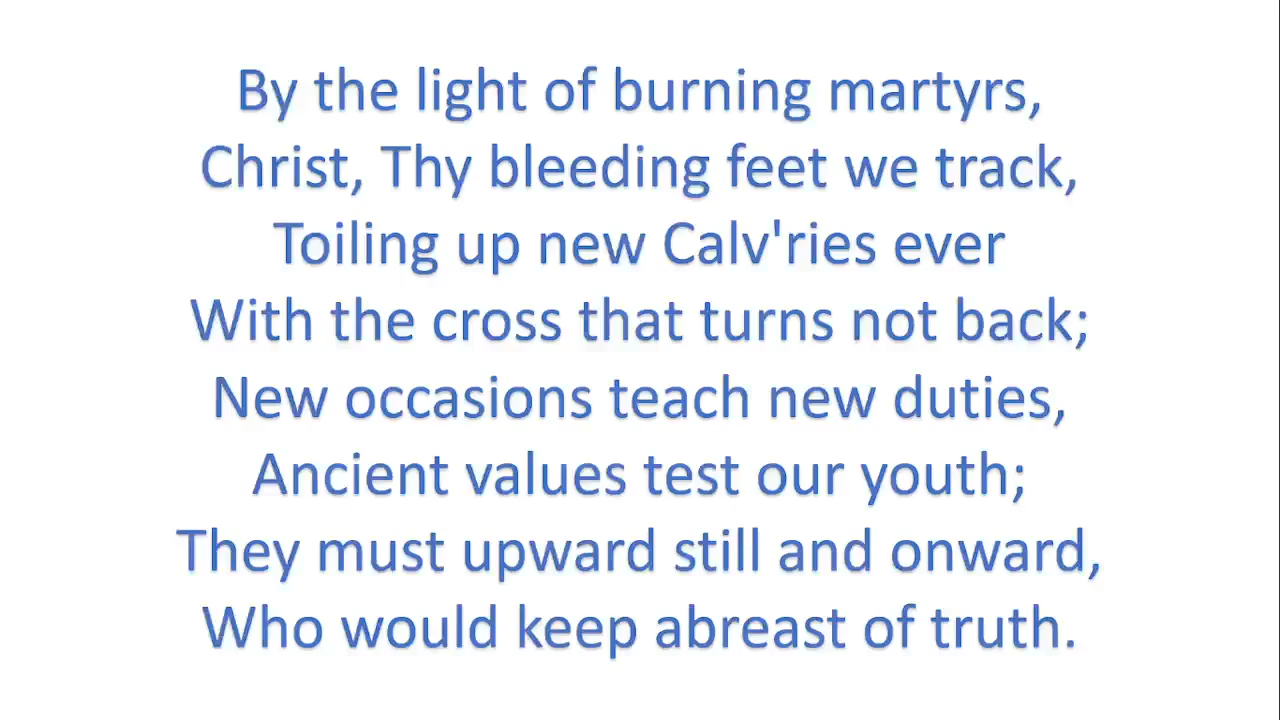 By the light of burning martyrs,
Christ, Thy bleeding feet we track,
Toiling up new Calv'ries ever
With the cross that turns not back;
New occasions teach new duties,
Ancient values test our youth;
They must upward still and onward,
Who would keep abreast of truth.